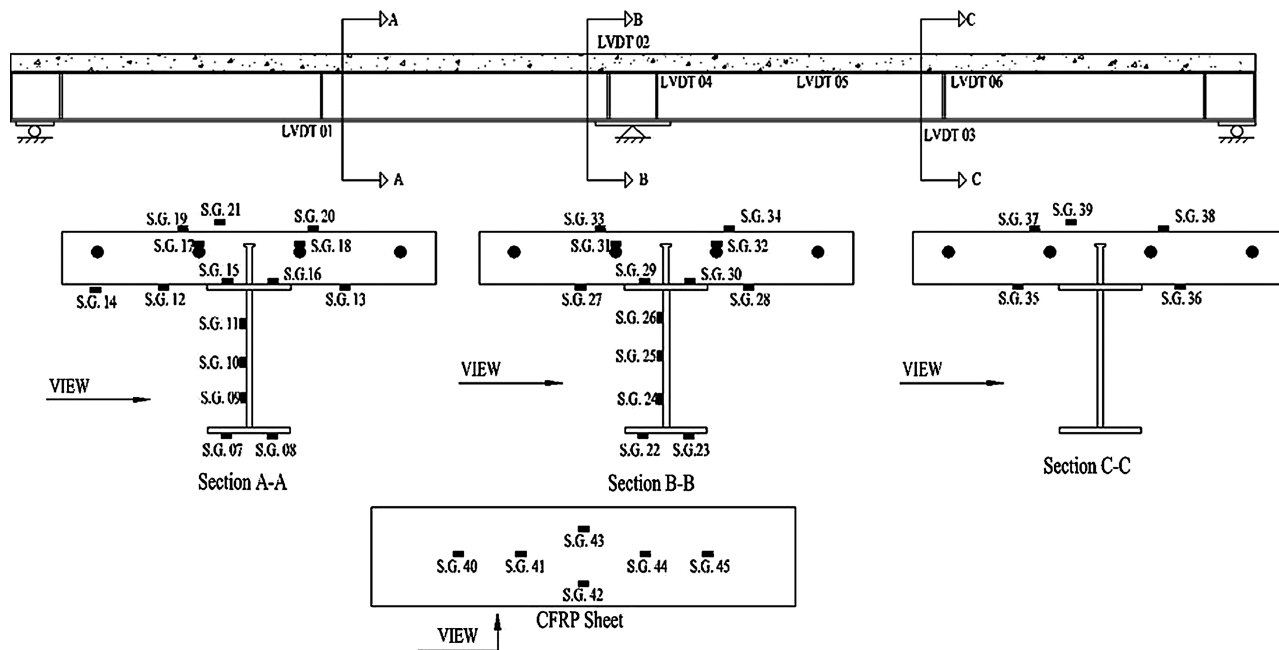 A
B
C
LVDT 02
LVDT 04
LVDT 05
LVDT 06
LVDT 01
LVDT 03
A
B
C
S.G. 19
S.G. 21
S.G. 20
S.G. 17
S.G. 18
S.G. 15
S.G. 16
S.G. 14
S.G. 12
S.G. 13
S.G. 11
S.G. 10
S.G. 09
VIEW
S.G. 07
S.G. 08
Section A-A
S.G. 33
S.G. 34
S.G. 31
S.G. 32
S.G. 29
S.G. 30
S.G. 27
S.G. 28
S.G. 26
S.G. 25
S.G. 24
VIEW
S.G. 22
S.G.23
Section B-B
S.G. 37
S.G. 39
S.G. 38
S.G. 35
S.G. 36
VIEW
Section C-C
S.G. 43
S.G. 40
S.G. 41
S.G. 44
S.G. 45
S.G. 42
CFRP Sheet
VIEW